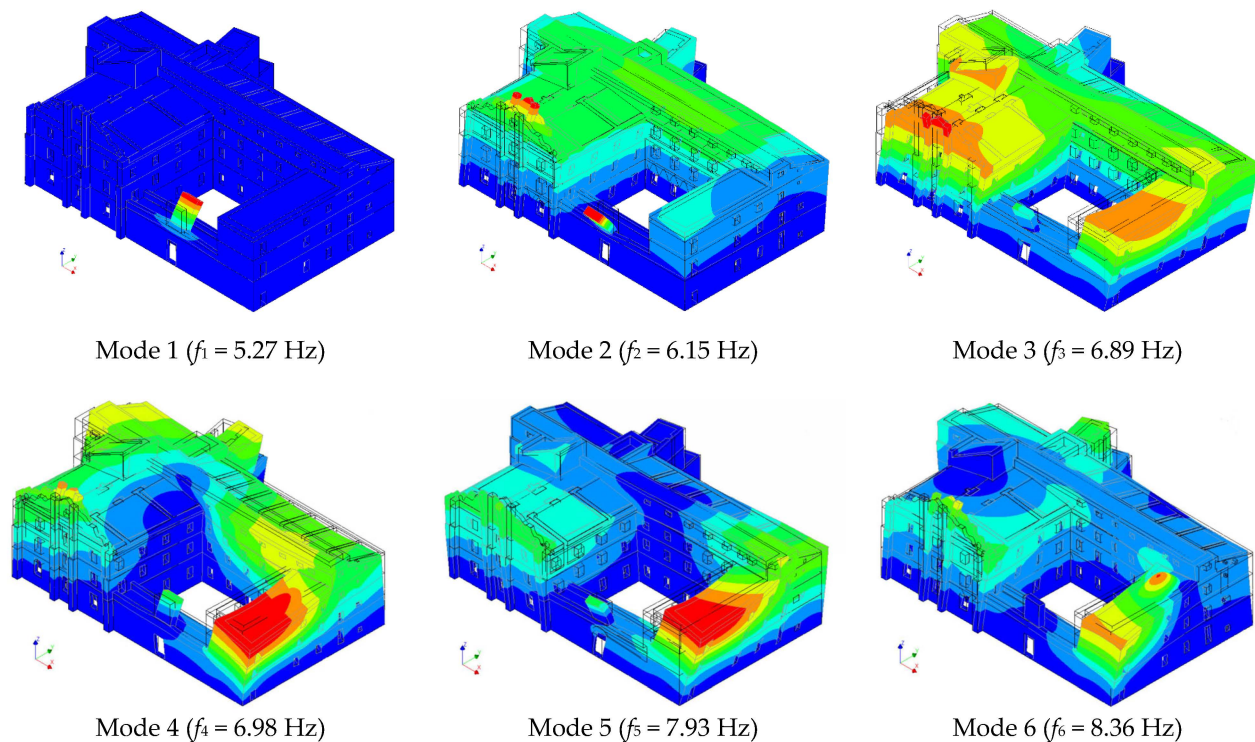 Mode 1 (f₁ = 5.27 Hz)
Mode 2 (f₂ = 6.15 Hz)
Mode 3 (f₃ = 6.89 Hz)
Mode 4 (f₄ = 6.98 Hz)
Mode 5 (f₅ = 7.93 Hz)
Mode 6 (f₆ = 8.36 Hz)